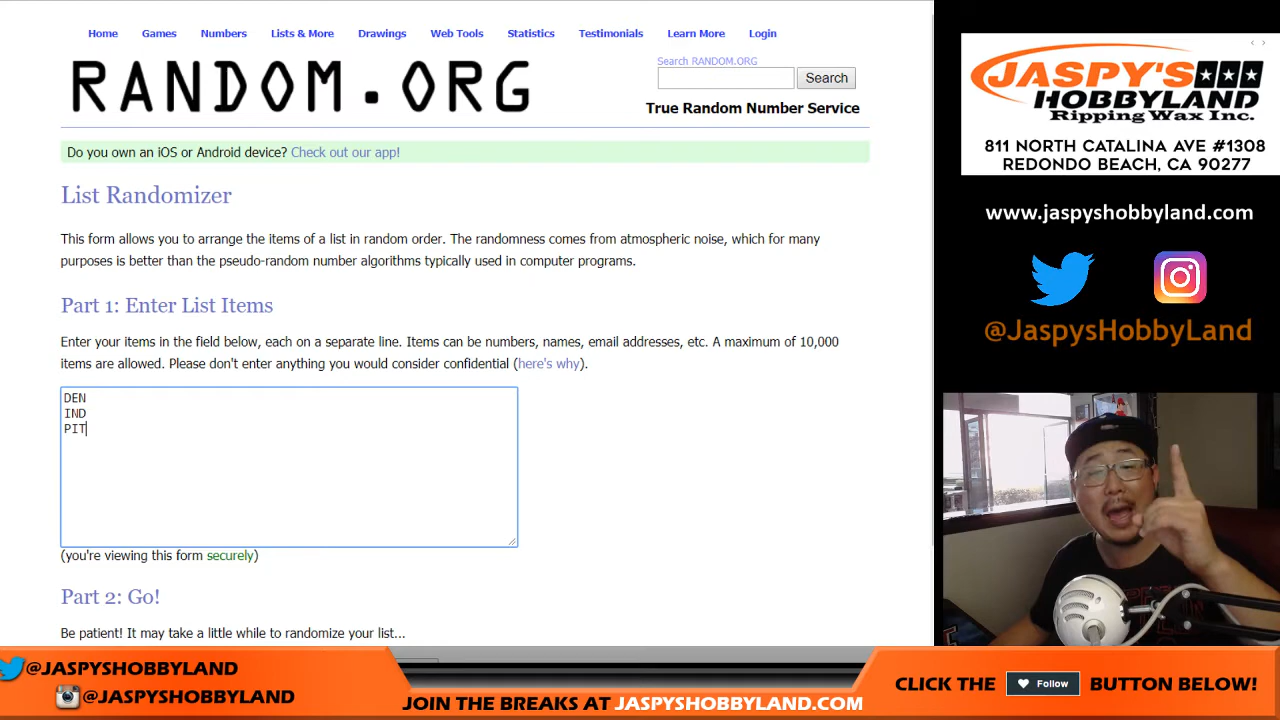 Home Games Numbers Lists & More Drawings Web Tools Statistics Testimonials Learn More Login
RANDOM.ORG
Search RANDOM.ORG
Search
True Random Number Service
Do you own an iOS or Android device? Check out our app!
List Randomizer
This form allows you to arrange the items of a list in random order. The randomness comes from atmospheric noise, which for many
purposes is better than the pseudo-random number algorithms typically used in computer programs.
Part 1: Enter List Items
Enter your items in the field below, each on a separate line. Items can be numbers, names, email addresses, etc. A maximum of 10,000
items are allowed. Please don't enter anything you would consider confidential (here's why).
DEN
IND
PIT
(you're viewing this form securely)
Part 2: Go!
Be patient! It may take a little while to randomize your list...
JASPY'S
HOBBYLAND
Ripping Wax Inc.
811 NORTH CATALINA AVE #1308
REDONDO BEACH, CA 90277
www.jaspyshobbyland.com
@JaspysHobbyLand
@JASPYSHOBBYLAND
@JASPYSHOBBYLAND
JOIN THE BREAKS AT JASPYSHOBBYLAND.COM
CLICK THE Follow BUTTON BELOW!